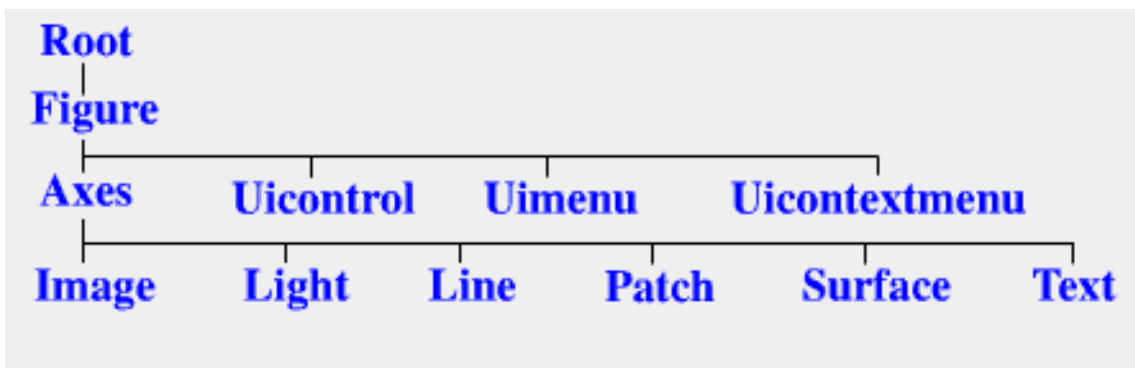 Root
Figure
Axes Uicontrol Uimenu Uicontextmenu
Image Light Line Patch Surface Text